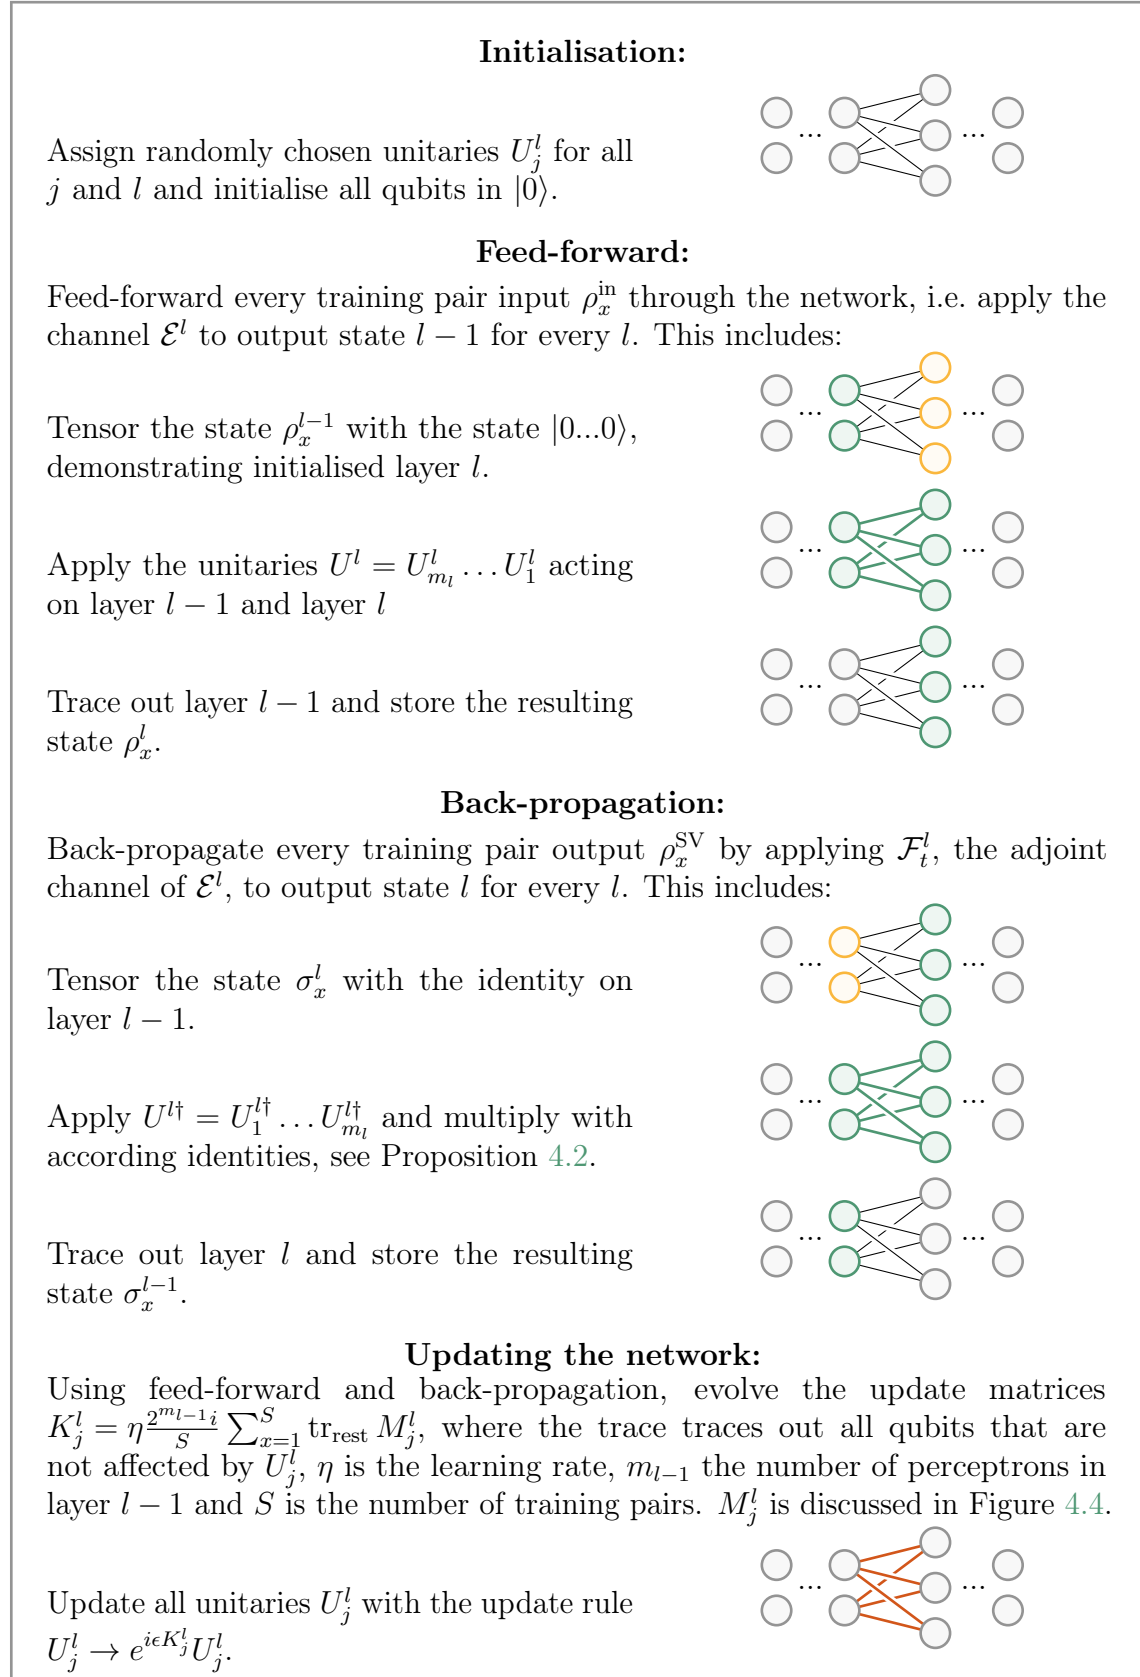 Initialisation:
...
...
Assign randomly chosen unitaries $U_j^l$ for all
$j$ and $l$ and initialise all qubits in $|0\rangle$.
Feed-forward:
Feed-forward every training pair input $\rho_x^{\text{in}}$ through the network, i.e. apply the
channel $\mathcal{E}^l$ to output state $l-1$ for every $l$. This includes:
...
...
Tensor the state $\rho_x^{l-1}$ with the state $|0...0\rangle$,
demonstrating initialised layer $l$.
...
...
Apply the unitaries $U^l = U_{m_l}^l \ldots U_1^l$ acting
on layer $l-1$ and layer $l$
...
...
Trace out layer $l-1$ and store the resulting
state $\rho_x^l$.
Back-propagation:
Back-propagate every training pair output $\rho_x^{\text{SV}}$ by applying $\mathcal{F}_t^l$, the adjoint
channel of $\mathcal{E}^l$, to output state $l$ for every $l$. This includes:
...
...
Tensor the state $\sigma_x^l$ with the identity on
layer $l-1$.
...
...
Apply $U^{l\dagger} = U_1^{l\dagger} \ldots U_{m_l}^{l\dagger}$ and multiply with
according identities, see Proposition 4.2.
...
...
Trace out layer $l$ and store the resulting
state $\sigma_x^{l-1}$.
Updating the network:
Using feed-forward and back-propagation, evolve the update matrices
$K_j^l = \eta \frac{2^{m_{l-1}} i}{S} \sum_{x=1}^{S} \text{tr}_{\text{rest}} M_j^l$, where the trace traces out all qubits that are
not affected by $U_j^l$, $\eta$ is the learning rate, $m_{l-1}$ the number of perceptrons in
layer $l-1$ and $S$ is the number of training pairs. $M_j^l$ is discussed in Figure 4.4.
...
...
Update all unitaries $U_j^l$ with the update rule
$U_j^l \rightarrow e^{i\epsilon K_j^l} U_j^l$.